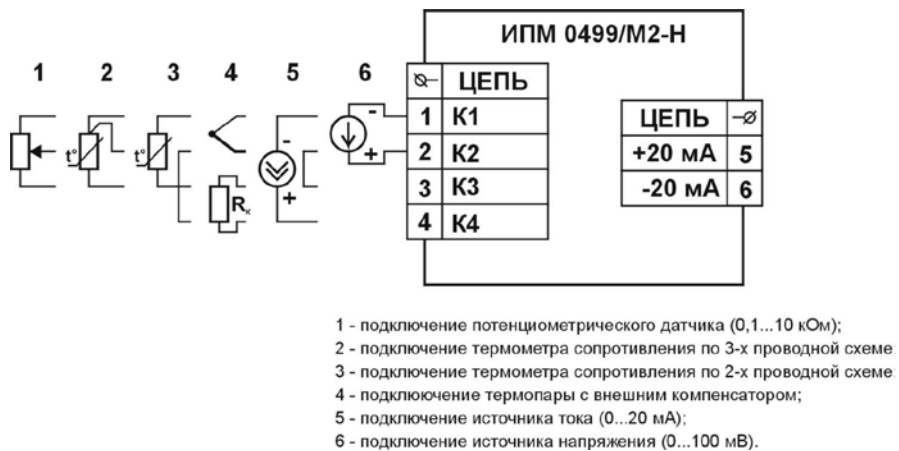 ИПМ 0499/М2-Н
1 2 3 4 5 6
ЦЕПЬ
1 К1
2 К2
3 К3
4 К4
ЦЕПЬ
+20 мА 5
-20 мА 6
t° t° Rк
- +
- +
1 - подключение потенциометрического датчика (0,1...10 кОм);
2 - подключение термометра сопротивления по 3-х проводной схеме
3 - подключение термометра сопротивления по 2-х проводной схеме
4 - подклюючение термопары с внешним компенсатором;
5 - подключение источника тока (0...20 мА);
6 - подключение источника напряжения (0...100 мВ).